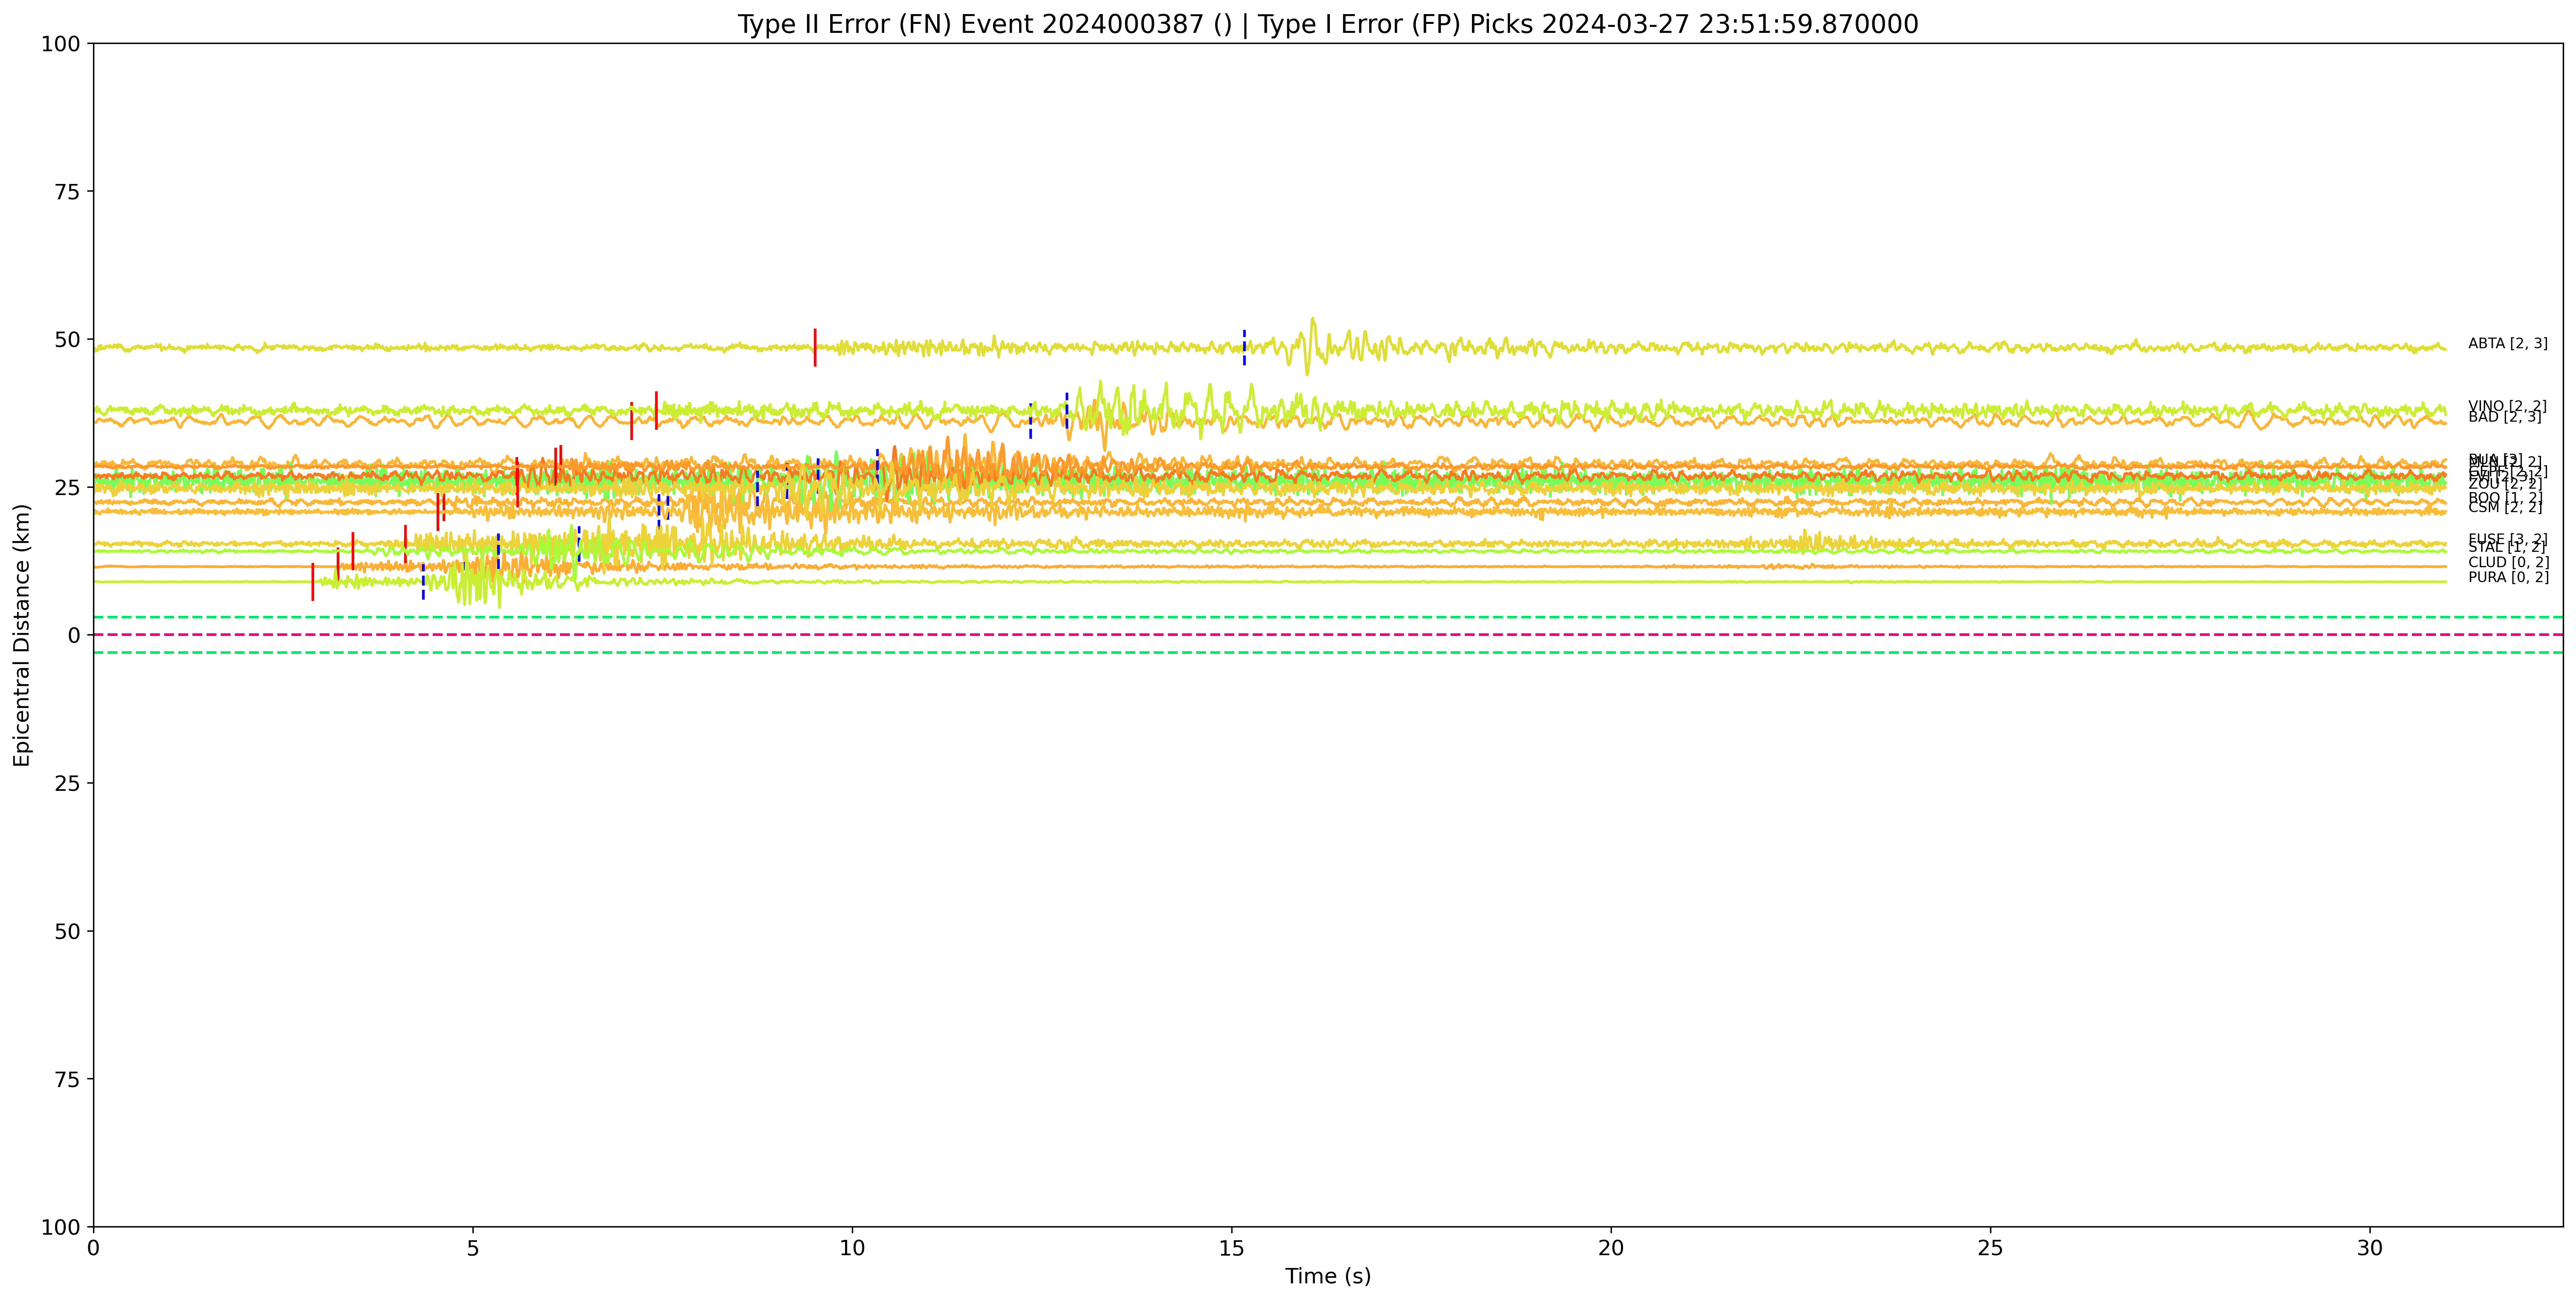 Type II Error (FN) Event 2024000387 () | Type I Error (FP) Picks 2024-03-27 23:51:59.870000
100
75
50
25
0
25
50
75
100
Epicentral Distance (km)
ABTA [2, 3]
VINO [2, 2]
BAD [2, 3]
ZOU [2, 2]
BOO [1, 2]
CSM [2, 2]
FUSE [3, 2]
STAL [1, 2]
CLUD [0, 2]
PURA [0, 2]
0
5
10
15
20
25
30
Time (s)